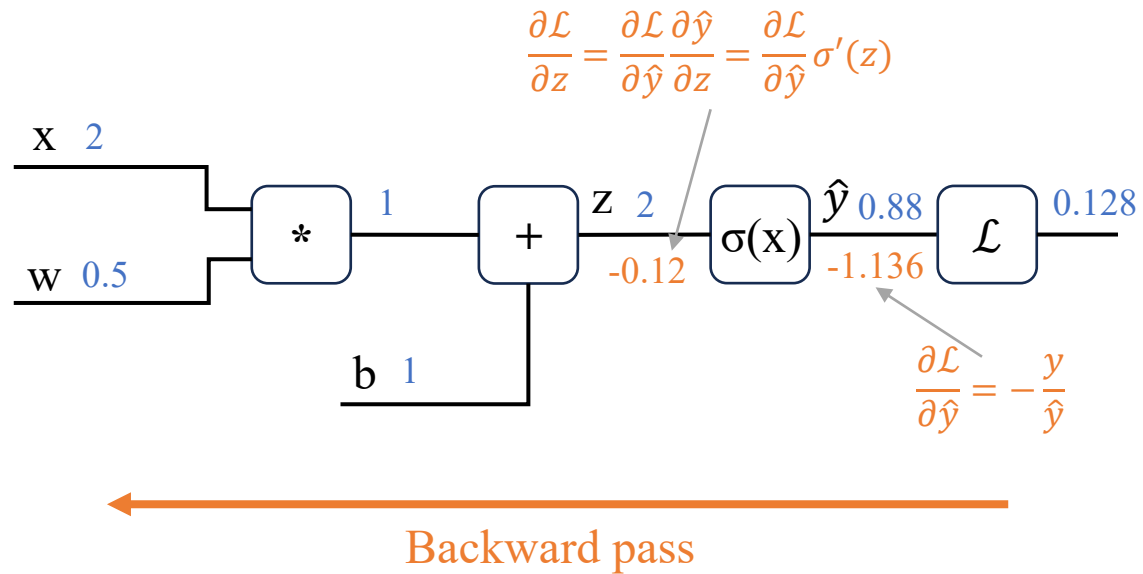 ∂ℒ/∂z = ∂ℒ/∂ŷ ∂ŷ/∂z = ∂ℒ/∂ŷ σ′(z)
x 2
* 1 + z 2 σ(x) ŷ 0.88 ℒ 0.128
-0.12 -1.136
w 0.5
b 1
∂ℒ/∂ŷ = − y/ŷ
Backward pass